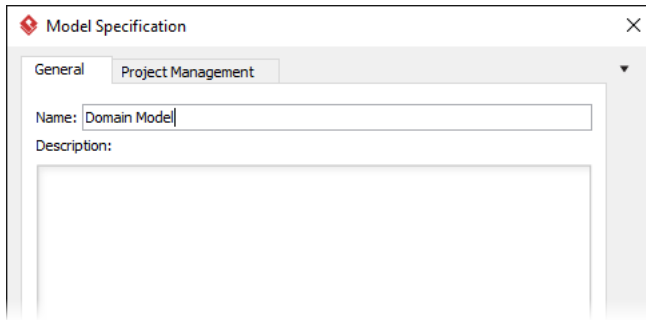 Model Specification
General Project Management
Name: Domain Model
Description: